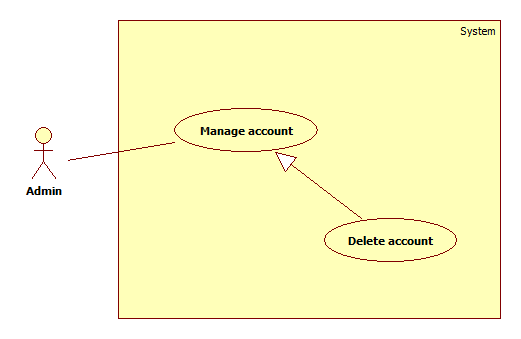 System
Manage account
Admin
Delete account